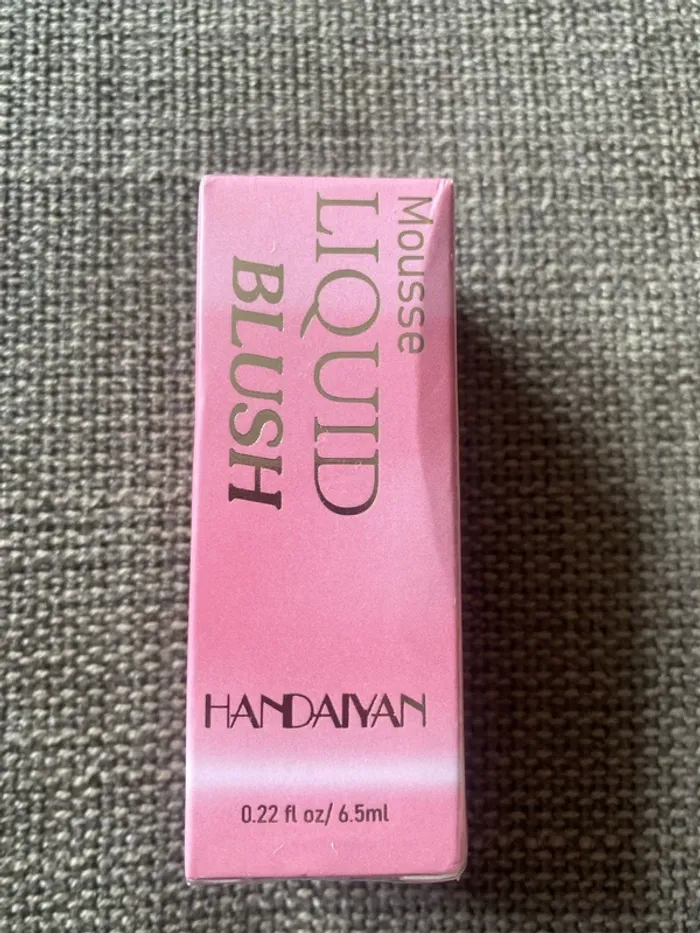 Mousse
LIQUID
BLUSH
HANDAIYAN
0.22 fl oz/ 6.5ml